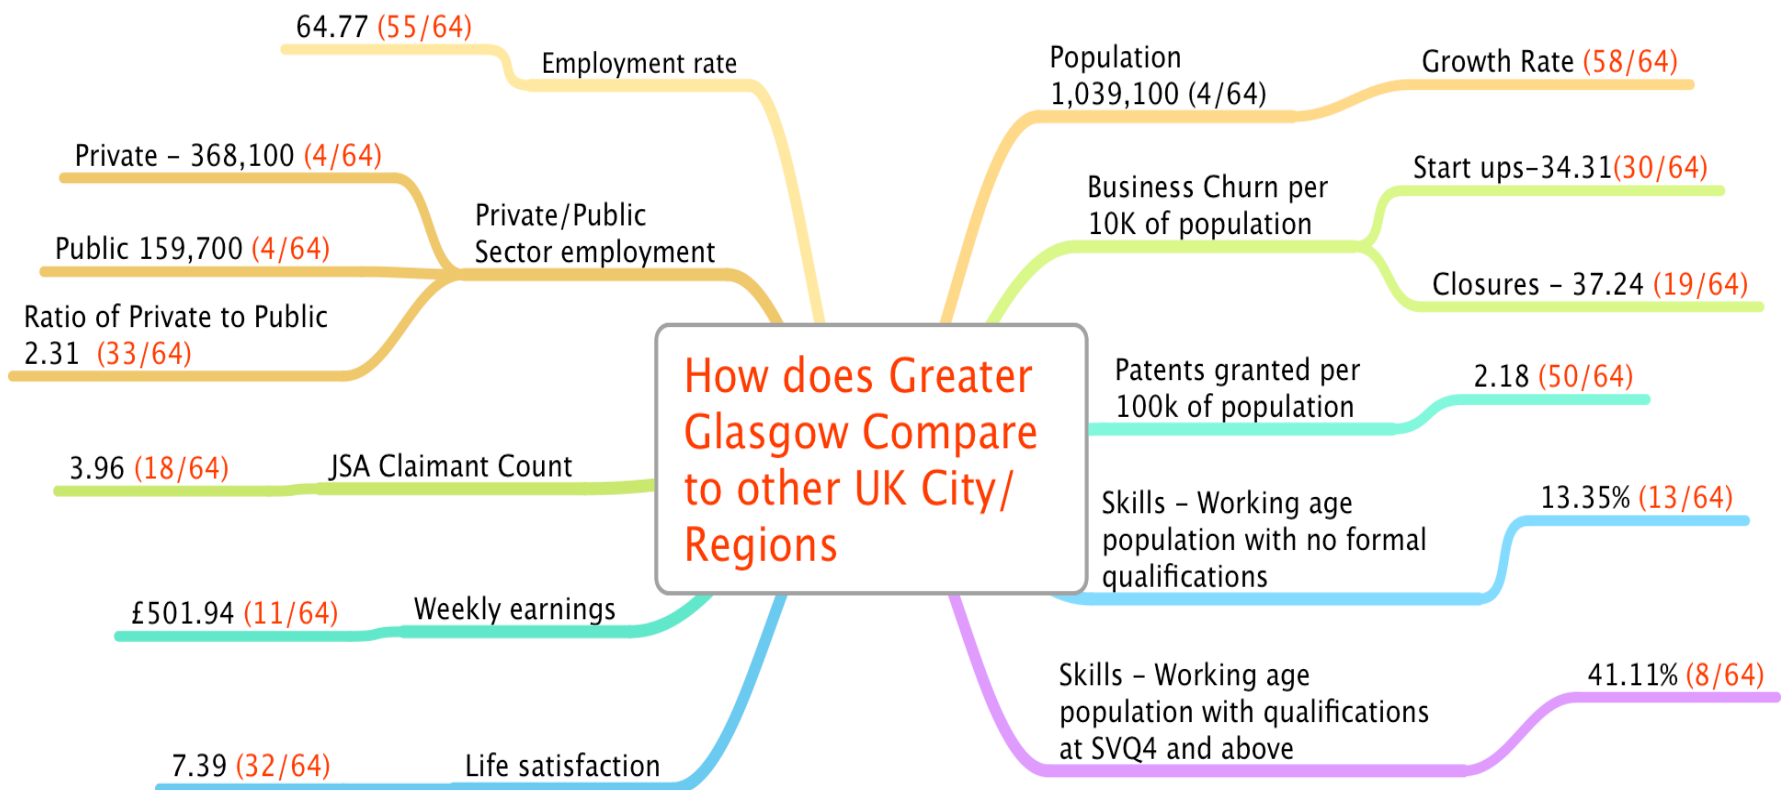 64.77 (55/64)
Employment rate
Private – 368,100 (4/64)
Public 159,700 (4/64)
Ratio of Private to Public
2.31 (33/64)
Private/Public
Sector employment
3.96 (18/64)
JSA Claimant Count
£501.94 (11/64)
Weekly earnings
7.39 (32/64)
Life satisfaction
How does Greater
Glasgow Compare
to other UK City/
Regions
Population
1,039,100 (4/64)
Growth Rate (58/64)
Business Churn per
10K of population
Start ups–34.31(30/64)
Closures – 37.24 (19/64)
Patents granted per
100k of population
2.18 (50/64)
Skills – Working age
population with no formal
qualifications
13.35% (13/64)
Skills – Working age
population with qualifications
at SVQ4 and above
41.11% (8/64)